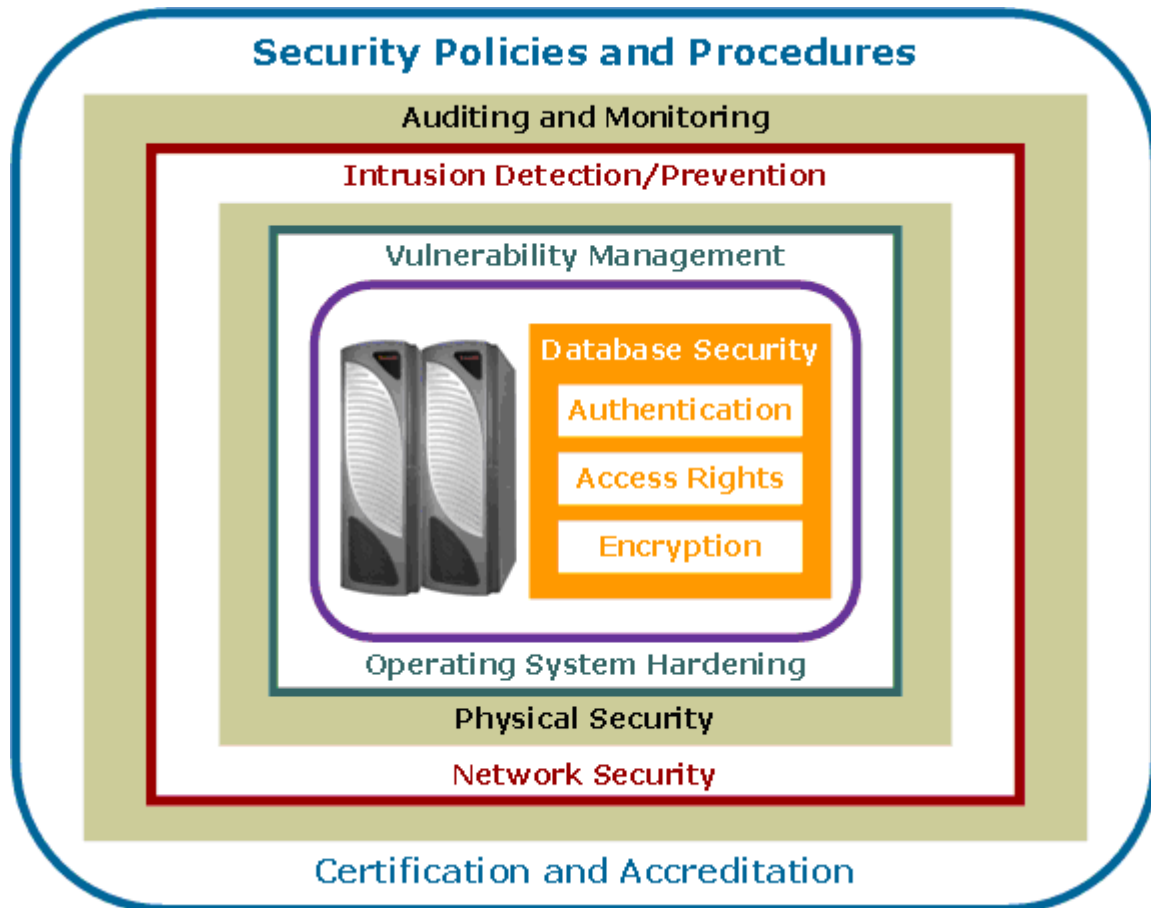 Security Policies and Procedures
Auditing and Monitoring
Intrusion Detection/Prevention
Vulnerability Management
Database Security
Authentication
Access Rights
Encryption
Operating System Hardening
Physical Security
Network Security
Certification and Accreditation